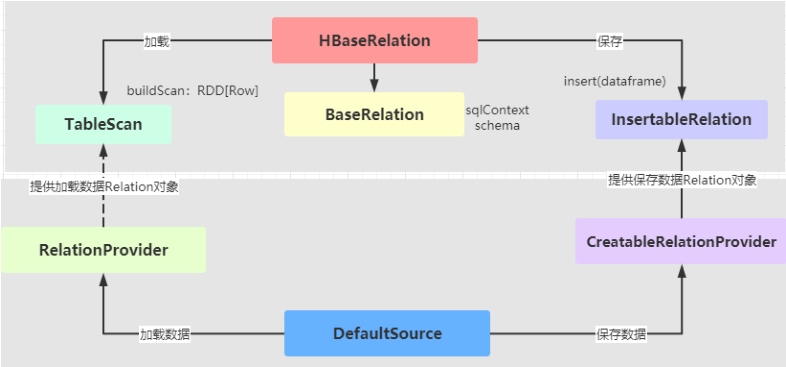 加载
HBaseRelation
保存
buildScan：RDD[Row]
insert(dataframe)
TableScan
BaseRelation
sqlContext
schema
InsertableRelation
提供加载数据Relation对象
提供保存数据Relation对象
RelationProvider
CreatableRelationProvider
加载数据
DefaultSource
保存数据